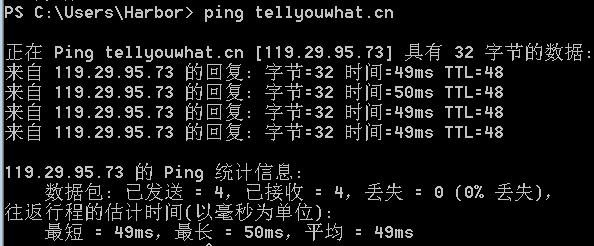 PS C:\Users\Harbor> ping tellyouwhat.cn
正在 Ping tellyouwhat.cn [119.29.95.73] 具有 32 字节的数据:
来自 119.29.95.73 的回复: 字节=32 时间=49ms TTL=48
来自 119.29.95.73 的回复: 字节=32 时间=50ms TTL=48
来自 119.29.95.73 的回复: 字节=32 时间=49ms TTL=48
来自 119.29.95.73 的回复: 字节=32 时间=49ms TTL=48
119.29.95.73 的 Ping 统计信息:
数据包: 已发送 = 4，已接收 = 4，丢失 = 0 (0% 丢失)，
往返行程的估计时间(以毫秒为单位):
最短 = 49ms，最长 = 50ms，平均 = 49ms